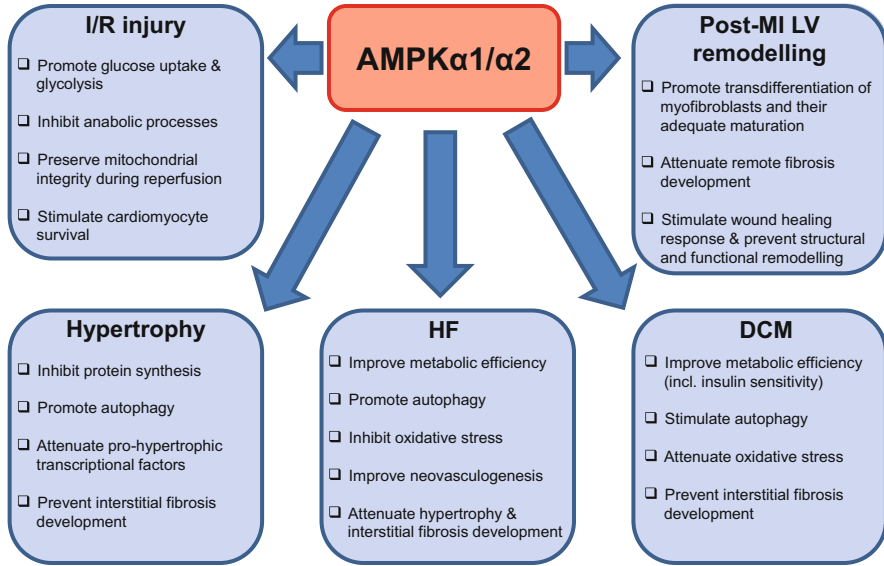 I/R injury
❑ Promote glucose uptake &
glycolysis
❑ Inhibit anabolic processes
❑ Preserve mitochondrial
integrity during reperfusion
❑ Stimulate cardiomyocyte
survival
AMPKα1/α2
Post-MI LV
remodelling
❑ Promote transdifferentiation of
myofibroblasts and their
adequate maturation
❑ Attenuate remote fibrosis
development
❑ Stimulate wound healing
response & prevent structural
and functional remodelling
Hypertrophy
❑ Inhibit protein synthesis
❑ Promote autophagy
❑ Attenuate pro-hypertrophic
transcriptional factors
❑ Prevent interstitial fibrosis
development
HF
❑ Improve metabolic efficiency
❑ Promote autophagy
❑ Inhibit oxidative stress
❑ Improve neovasculogenesis
❑ Attenuate hypertrophy &
interstitial fibrosis development
DCM
❑ Improve metabolic efficiency
(incl. insulin sensitivity)
❑ Stimulate autophagy
❑ Attenuate oxidative stress
❑ Prevent interstitial fibrosis
development